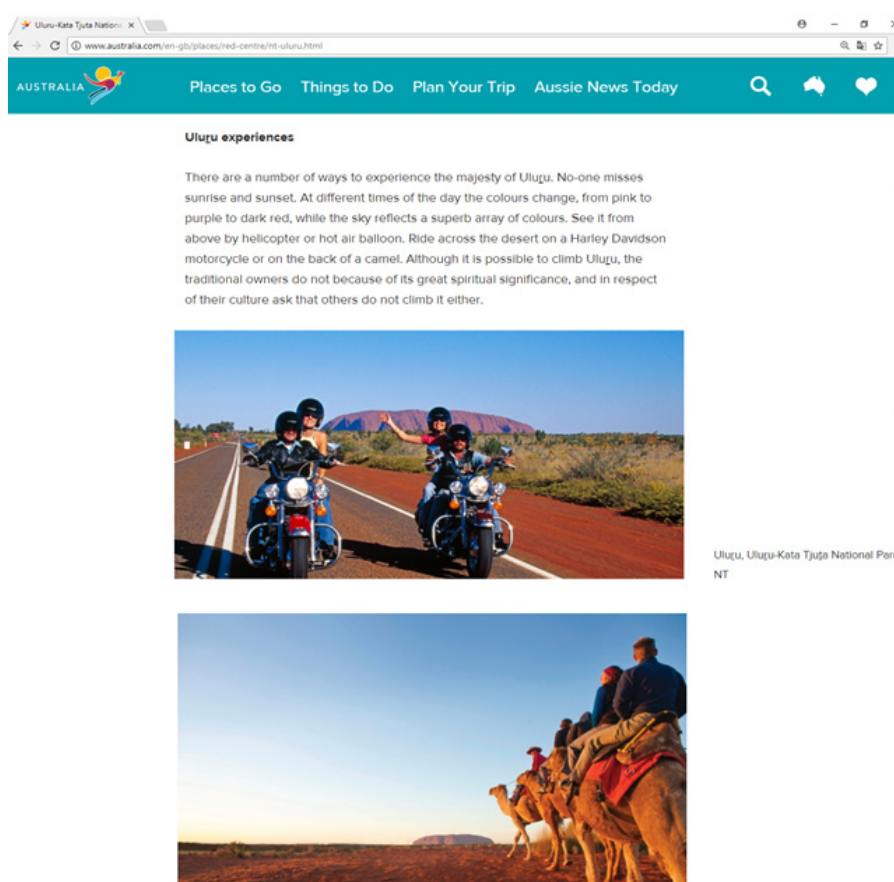 Uluru-Kata Tjuta Nation
www.australia.com/en-gb/places/red-centre/nt-uluru.html
AUSTRALIA
Places to Go Things to Do Plan Your Trip Aussie News Today
Uluṟu experiences
There are a number of ways to experience the majesty of Uluṟu. No-one misses
sunrise and sunset. At different times of the day the colours change, from pink to
purple to dark red, while the sky reflects a superb array of colours. See it from
above by helicopter or hot air balloon. Ride across the desert on a Harley Davidson
motorcycle or on the back of a camel. Although it is possible to climb Uluṟu, the
traditional owners do not because of its great spiritual significance, and in respect
of their culture ask that others do not climb it either.
Uluṟu, Uluṟu-Kata Tjuṯa National Par
NT